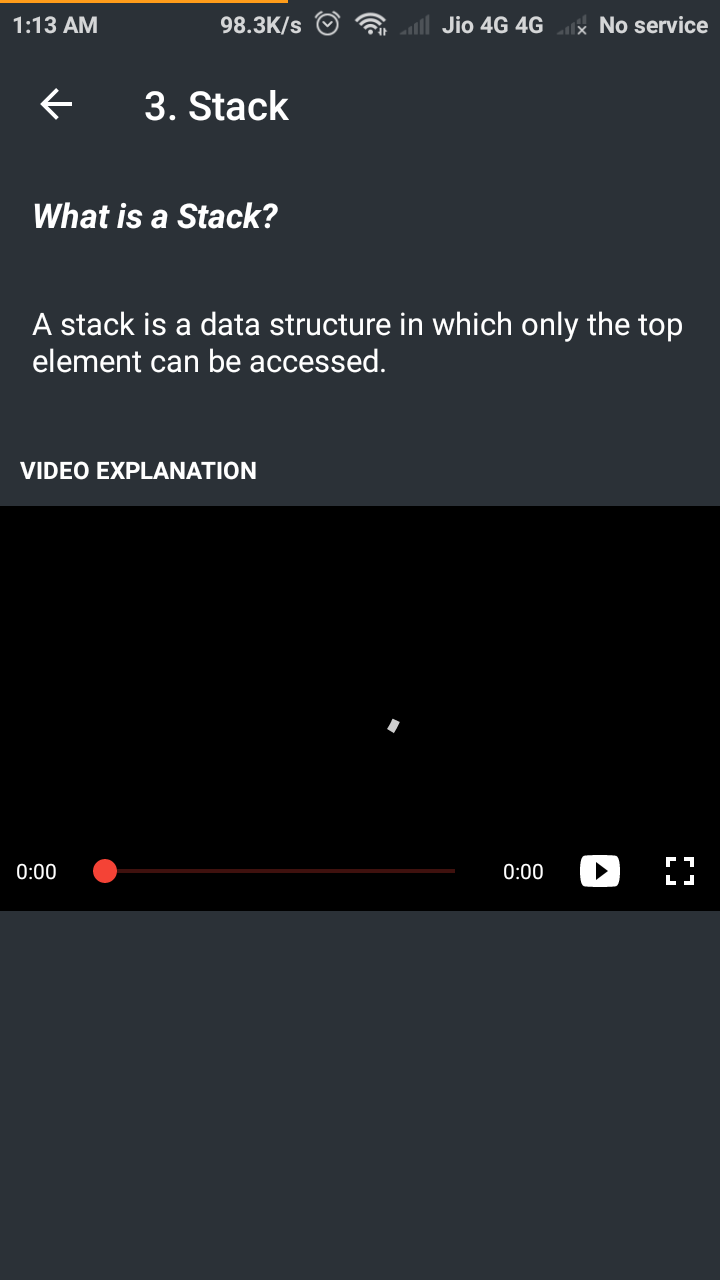 1:13 AM 98.3K/s Jio 4G 4G No service
3. Stack
What is a Stack?
A stack is a data structure in which only the top
element can be accessed.
VIDEO EXPLANATION
0:00 0:00